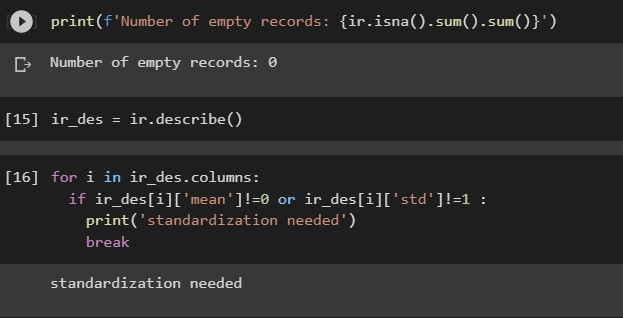 print(f'Number of empty records: {ir.isna().sum().sum()}')
Number of empty records: 0
[15] ir_des = ir.describe()
[16] for i in ir_des.columns:
if ir_des[i]['mean']!=0 or ir_des[i]['std']!=1 :
print('standardization needed')
break
standardization needed